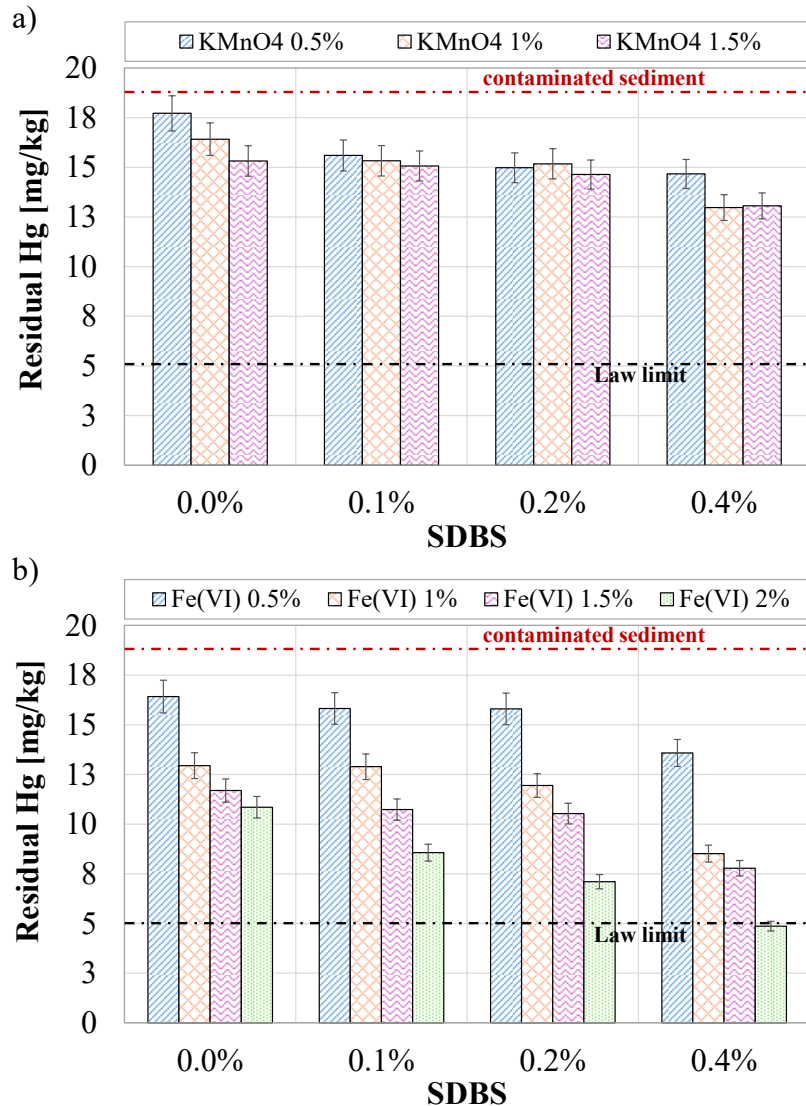 a)
KMnO4 0.5% KMnO4 1% KMnO4 1.5%
Residual Hg [mg/kg]
20
18
15
13
10
8
5
3
0
contaminated sediment
Law limit
0.0% 0.1% 0.2% 0.4%
SDBS
b)
Fe(VI) 0.5% Fe(VI) 1% Fe(VI) 1.5% Fe(VI) 2%
Residual Hg [mg/kg]
20
18
15
13
10
8
5
3
0
contaminated sediment
Law limit
0.0% 0.1% 0.2% 0.4%
SDBS